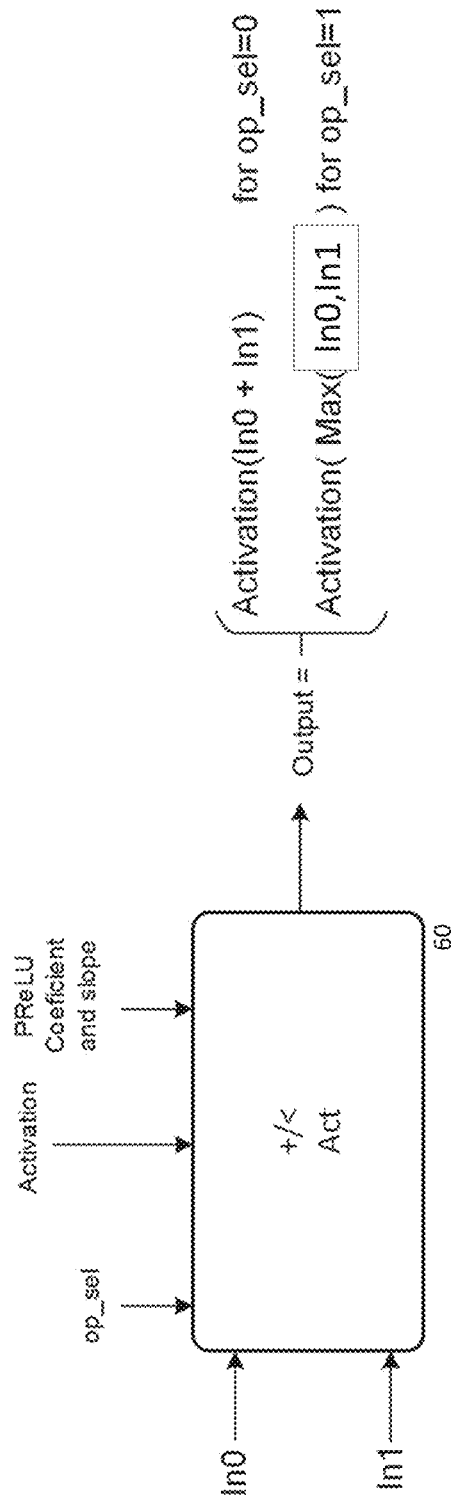 op_sel
Activation
PReLU
Coeficient
and slope
In0
In1
+/<
Act
60
Output =
Activation(In0 + In1) for op_sel=0
Activation( Max( In0,In1 ) for op_sel=1